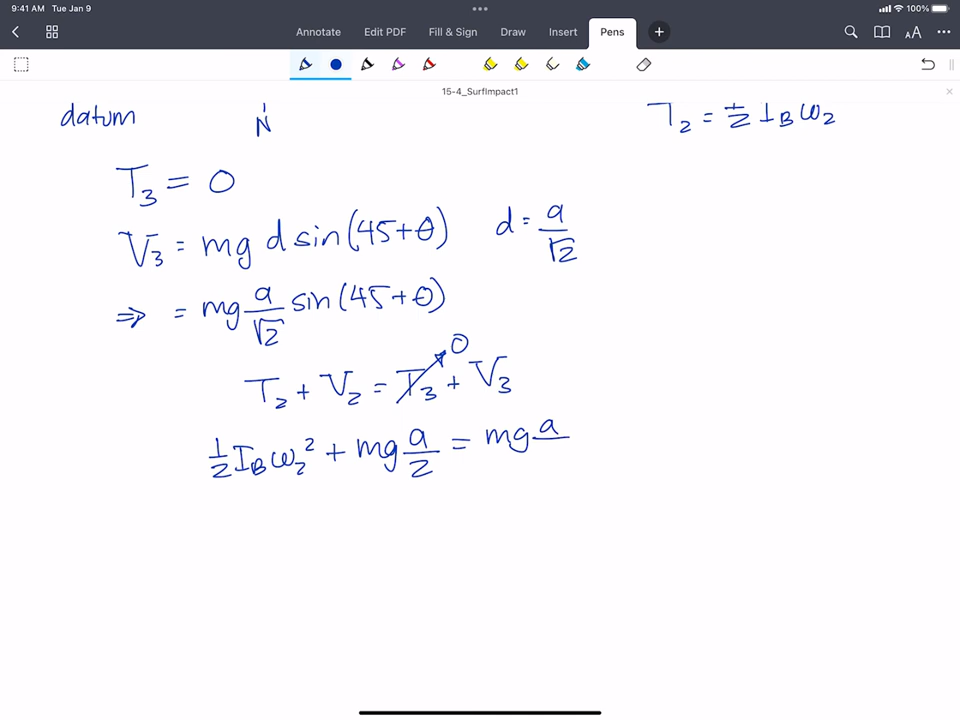 9:41 AM Tue Jan 9 100%
Annotate Edit PDF Fill & Sign Draw Insert Pens + AA
15-4_SurfImpact1
datum N T₂ = ½ I_B ω₂
T₃ = 0
V₃ = mg d sin(45+θ) d = a/√2
⇒ = mg a/√2 sin(45+θ)
T₂ + V₂ = T₃ + V₃ 0
½ I_B ω₂² + mg a/2 = mg a